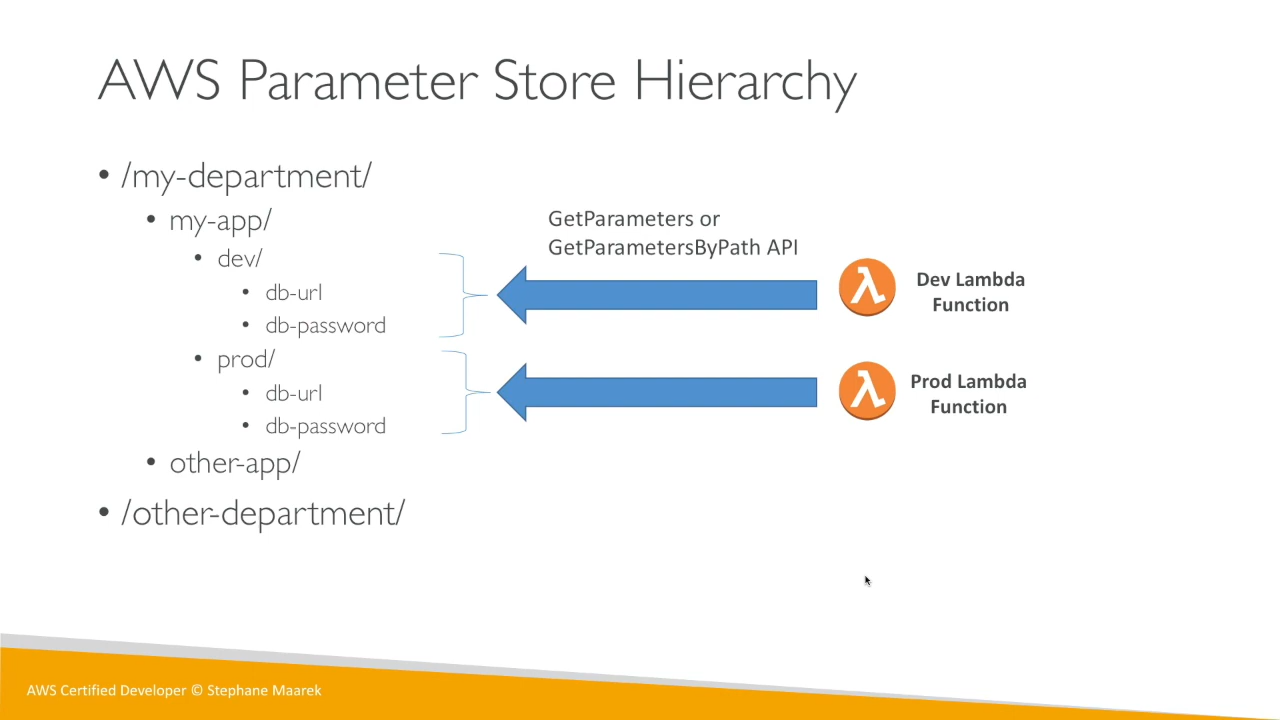 AWS Parameter Store Hierarchy
• /my-department/
• my-app/
• dev/
• db-url
• db-password
• prod/
• db-url
• db-password
• other-app/
• /other-department/
GetParameters or
GetParametersByPath API
Dev Lambda
Function
Prod Lambda
Function
AWS Certified Developer © Stephane Maarek